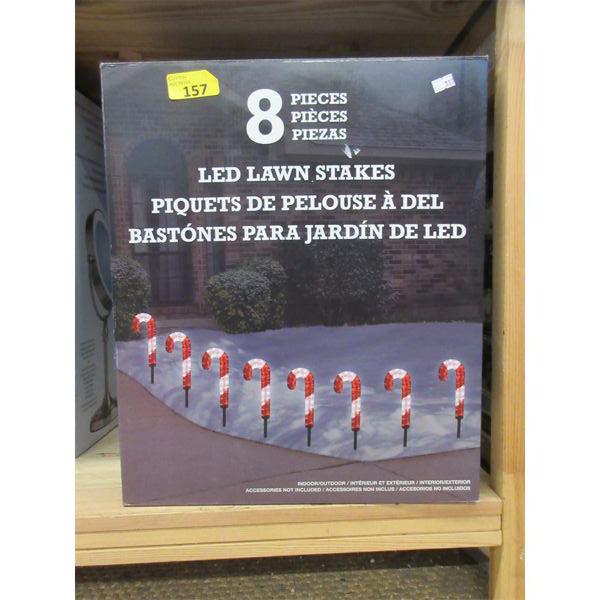 157
8
PIECES
PIÈCES
PIEZAS
LED LAWN STAKES
PIQUETS DE PELOUSE À DEL
BASTÓNES PARA JARDÍN DE LED
INDOOR/OUTDOOR / INTÉRIEUR ET EXTÉRIEUR / INTERIOR/EXTERIOR
ACCESSORIES NOT INCLUDED / ACCESSOIRES NON INCLUS / ACCESORIOS NO INCLUIDOS